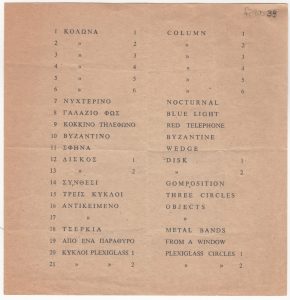 1 ΚΟΛΩΝΑ 1 COLUMN 1
2 » 2 » 2
3 » 3 » 3
4 » 4 » 4
5 » 5 » 5
6 » 6 » 6
7 ΝΥΧΤΕΡΙΝΟ NOCTURNAL
8 ΓΑΛΑΖΙΟ ΦΩΣ BLUE LIGHT
9 ΚΟΚΚΙΝΟ ΤΗΛΕΦΩΝΟ RED TELEPHONE
10 ΒΥΖΑΝΤΙΝΟ BYZANTINE
11 ΣΦΗΝΑ WEDGE
12 ΔΙΣΚΟΣ 1 DISK 1
13 » 2 » 2
14 ΣΥΝΘΕΣΙ COMPOSITION
15 ΤΡΕΙΣ ΚΥΚΛΟΙ THREE CIRCLES
16 ΑΝΤΙΚΕΙΜΕΝΟ OBJECTS
17 » »
18 ΤΣΕΡΚΙΑ METAL BANDS
19 ΑΠΟ ΕΝΑ ΠΑΡΑΘΥΡΟ FROM A WINDOW
20 ΚΥΚΛΟΙ PLEXIGLASS 1 PLEXIGLASS CIRCLES 1
21 » » 2 » » 2